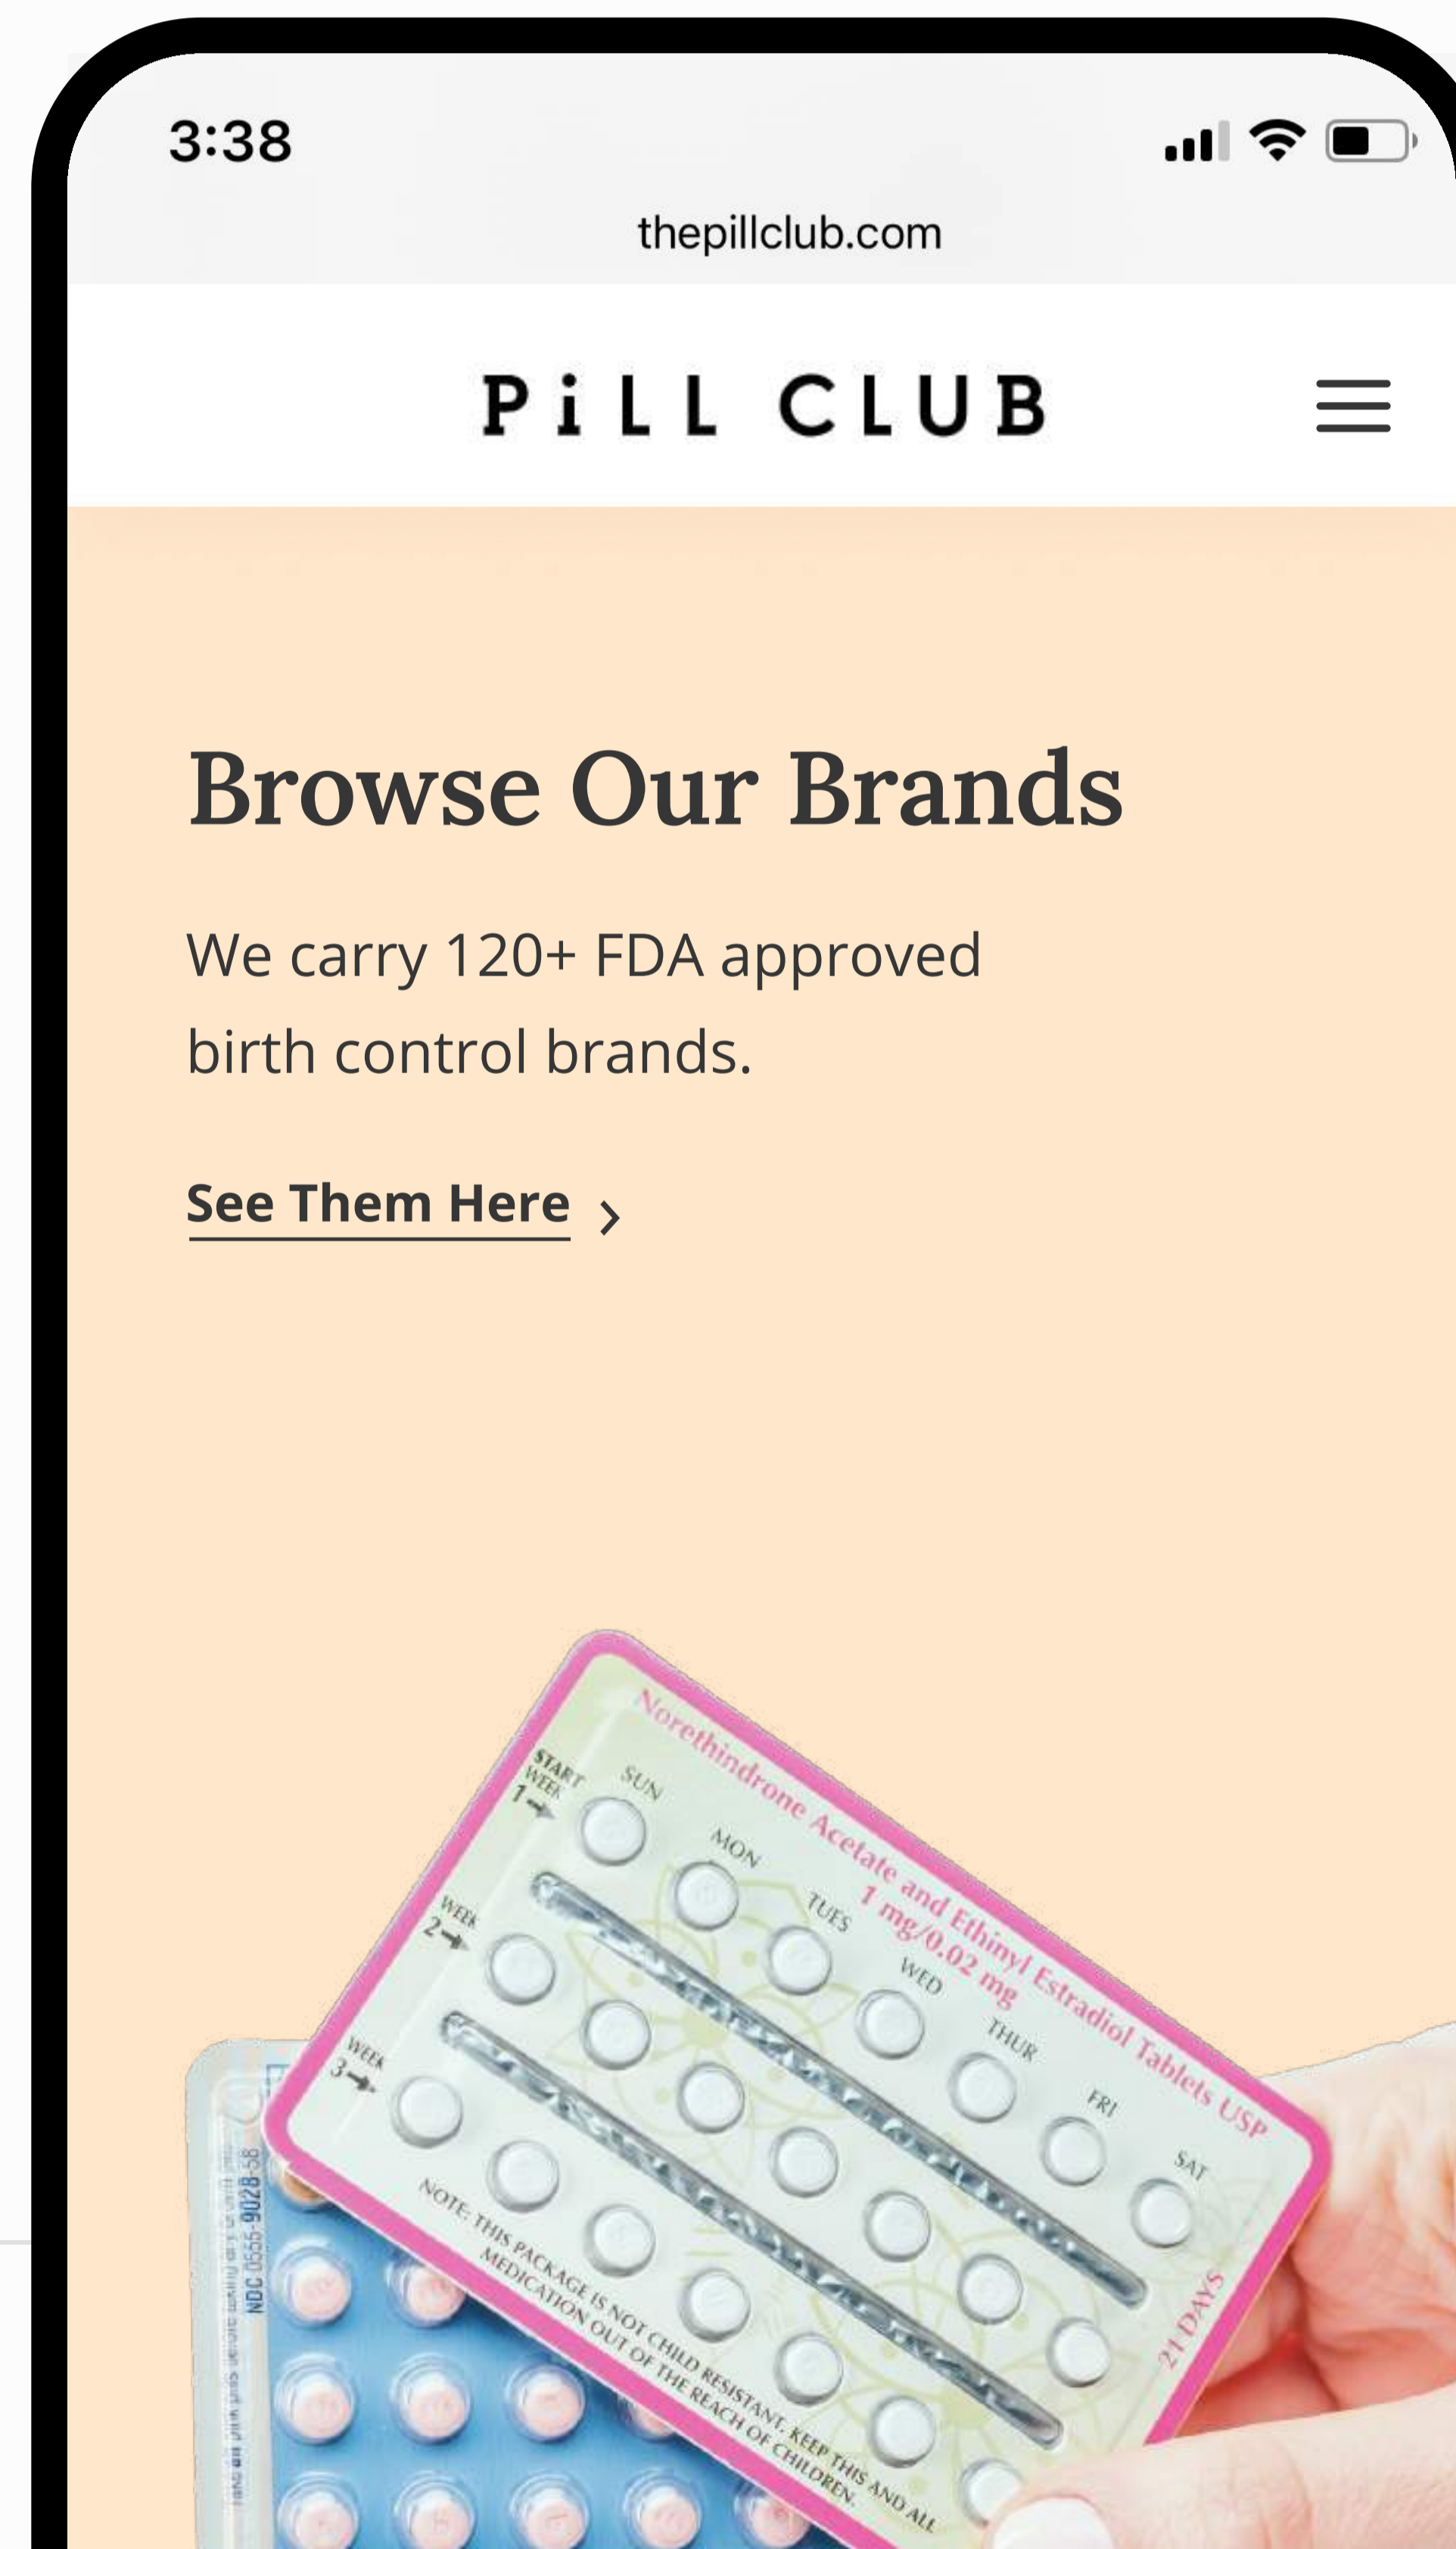 3:38
thepillclub.com
PiLL CLUB
Browse Our Brands
We carry 120+ FDA approved
birth control brands.
See Them Here
Norethindrone Acetate and Ethinyl Estradiol Tablets USP
1 mg/0.02 mg
SUN MON TUES WED THUR FRI SAT
START
WEEK
1
WEEK
2
WEEK
3
21 DAYS
NOTE: THIS PACKAGE IS NOT CHILD RESISTANT. KEEP THIS AND ALL
MEDICATION OUT OF THE REACH OF CHILDREN.
NDC 0555-9028-58